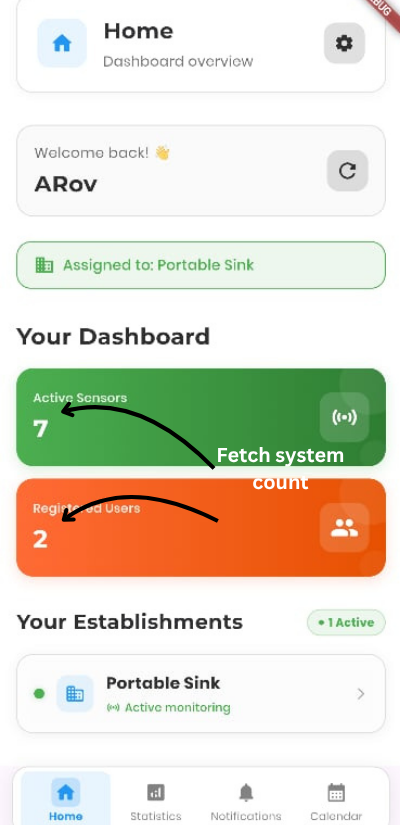 Home
Dashboard overview
Welcome back! 👋
ARov
Assigned to: Portable Sink
Your Dashboard
Active Sensors
7
Fetch system
count
Registered Users
2
Your Establishments
• 1 Active
Portable Sink
Active monitoring
Home
Statistics
Notifications
Calendar